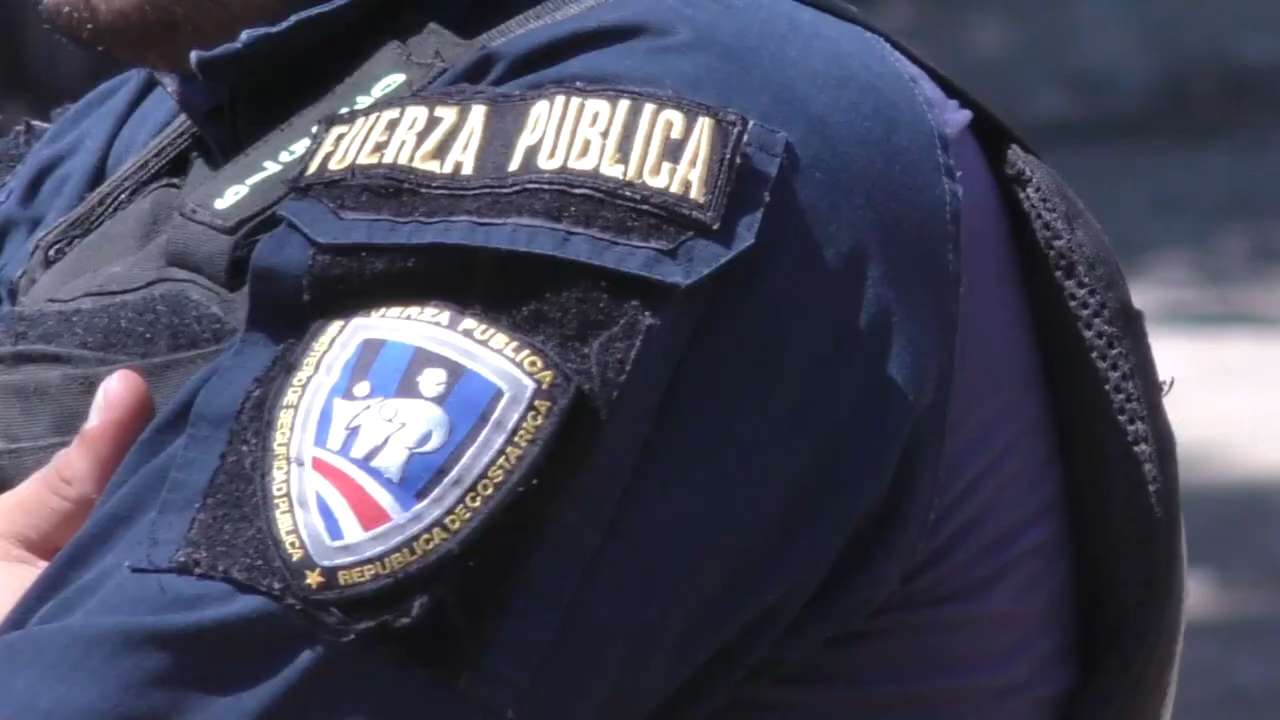 FUERZA PUBLICA
FUERZA PUBLICA
MINISTERIO DE SEGURIDAD PUBLICA
REPUBLICA DE COSTA RICA